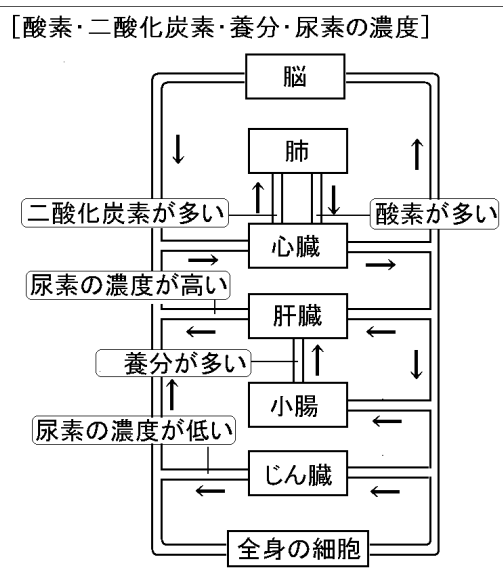 [酸素・二酸化炭素・養分・尿素の濃度]
脳
肺
二酸化炭素が多い
酸素が多い
心臓
尿素の濃度が高い
肝臓
養分が多い
小腸
尿素の濃度が低い
じん臓
全身の細胞